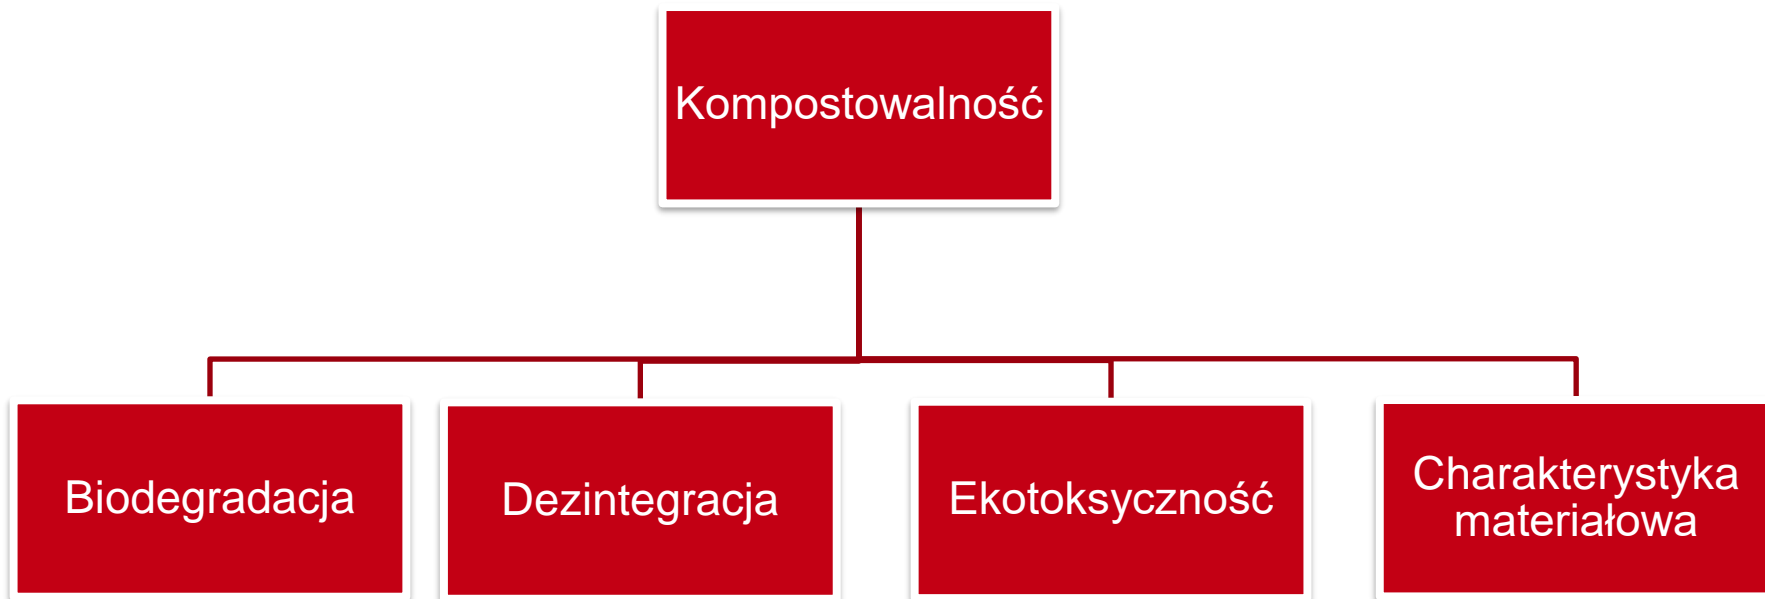 Kompostowalność
Biodegradacja
Dezintegracja
Ekotoksyczność
Charakterystyka
materiałowa